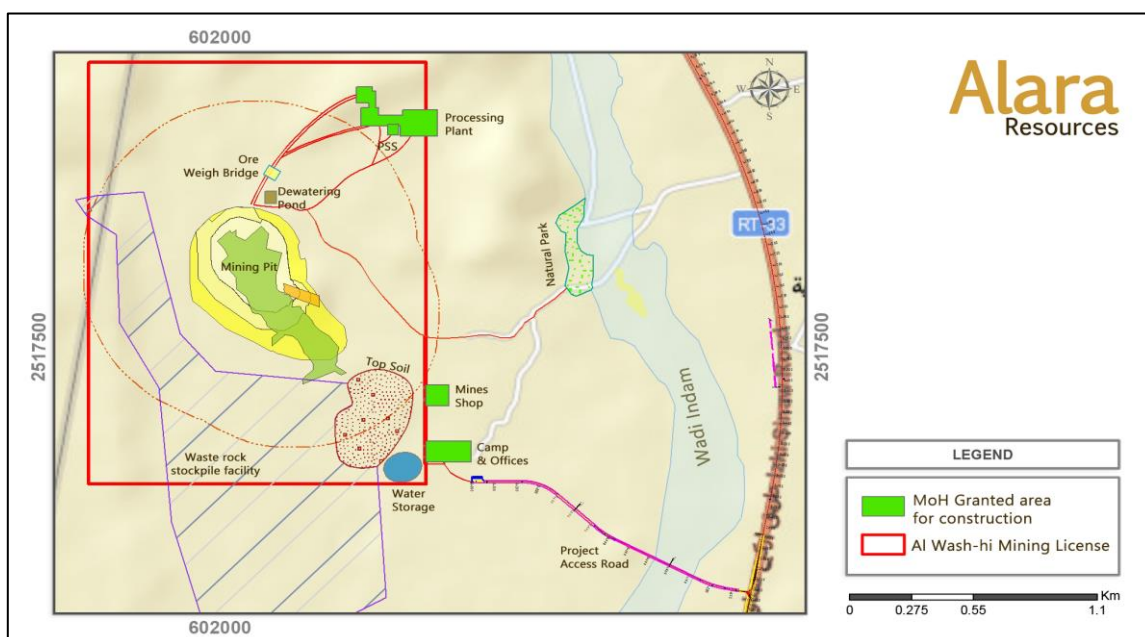 602000
Alara
Resources
N
W
E
S
Processing
Plant
PSS
Ore
Weigh Bridge
Dewatering
Pond
Natural Park
RT-33
Mining Pit
2517500
2517500
Top Soil
Mines
Shop
Wadi Indam
Camp
& Offices
Waste rock
stockpile facility
Water
Storage
Project
Access Road
602000
LEGEND
MoH Granted area
for construction
Al Wash-hi Mining License
Km
0
0.275
0.55
1.1